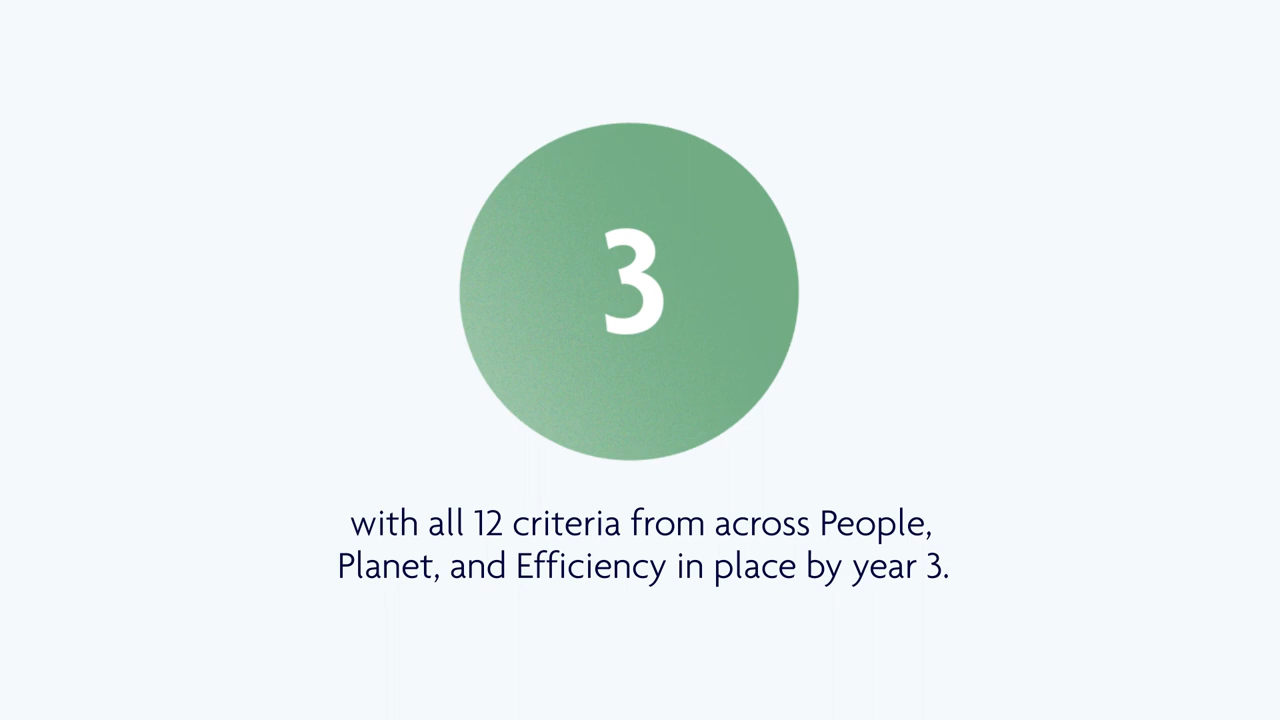 3
with all 12 criteria from across People,
Planet, and Efficiency in place by year 3.